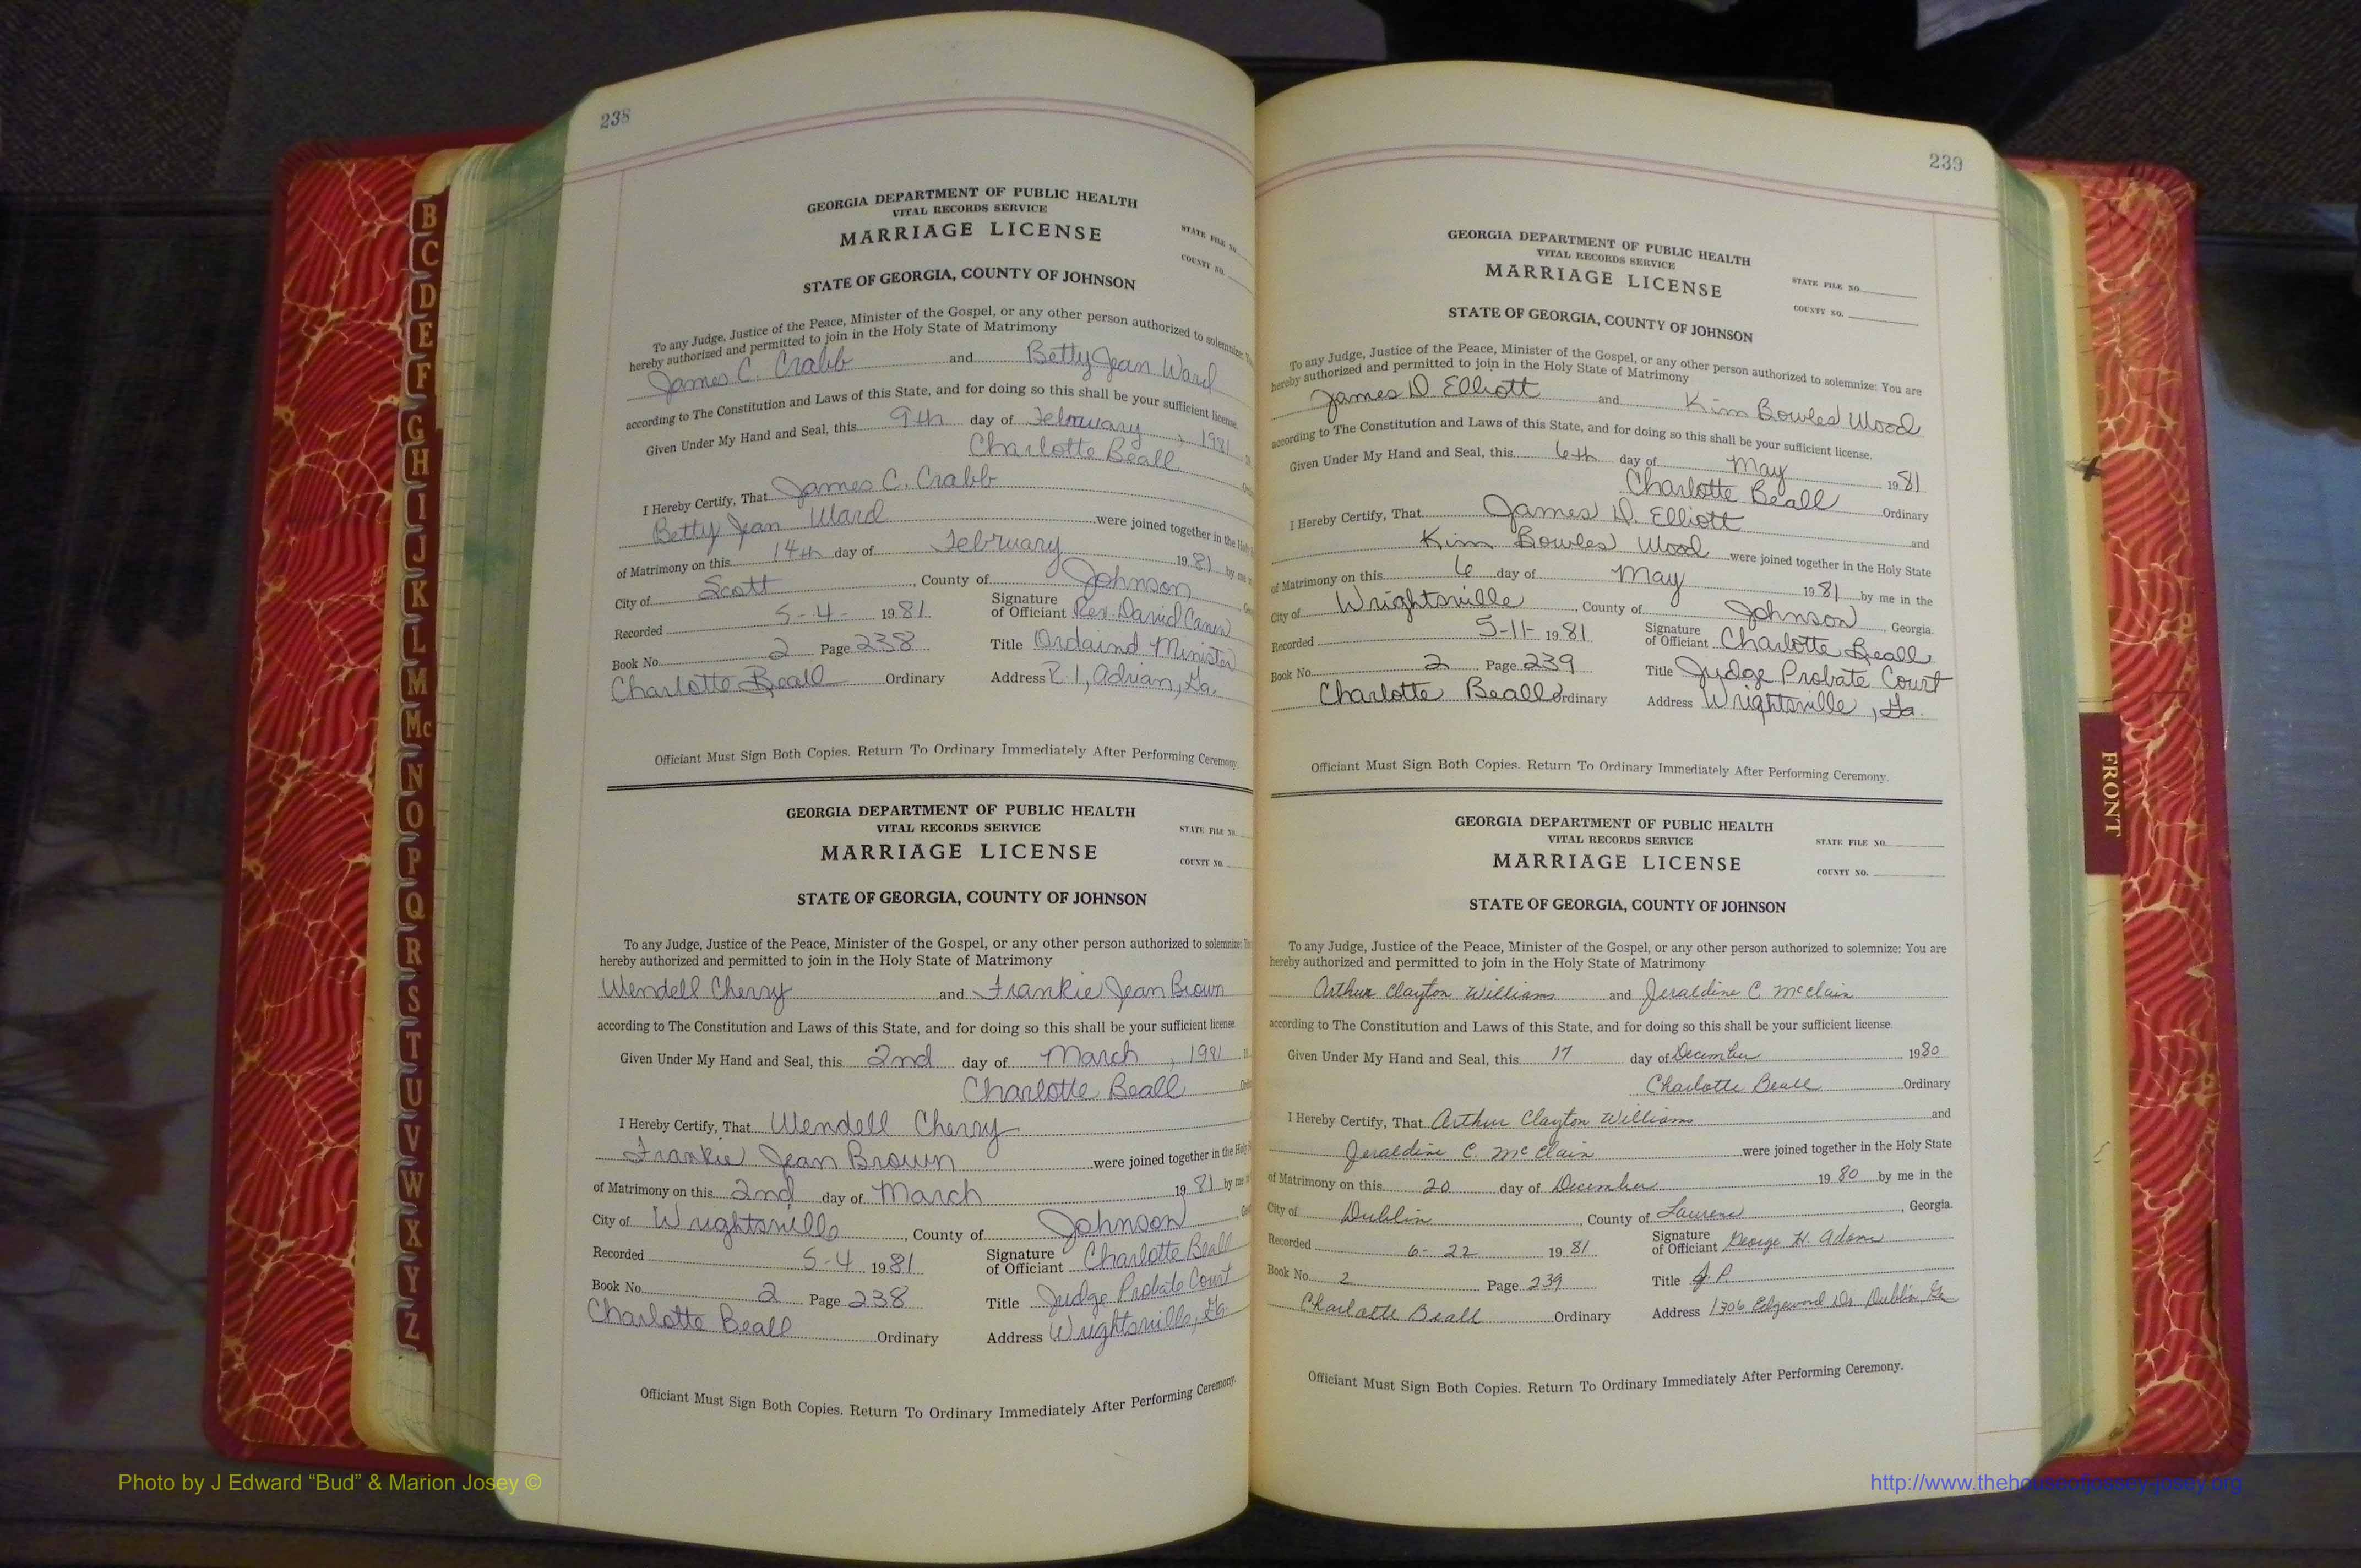 238
GEORGIA DEPARTMENT OF PUBLIC HEALTH
VITAL RECORDS SERVICE
MARRIAGE LICENSE
STATE FILE NO.
COUNTY NO.
STATE OF GEORGIA, COUNTY OF JOHNSON
To any Judge, Justice of the Peace, Minister of the Gospel, or any other person authorized to solemnize:
hereby authorized and permitted to join in the Holy State of Matrimony
James C. Crabb and Betty Jean Ward
according to The Constitution and Laws of this State, and for doing so this shall be your sufficient license.
Given Under My Hand and Seal, this 9th day of February, 1981
Charlotte Beall
I Hereby Certify, That James C. Crabb
Betty Jean Ward were joined together in the
of Matrimony on this 14th day of February 1981 by me
City of Scott, County of Johnson
Recorded 5-4- 1981 Signature of Officiant Rev. David
Book No. 2 Page 238 Title Ordaind Minister
Charlotte Beall Ordinary Address R. 1, Adrian, Ga.
Officiant Must Sign Both Copies. Return To Ordinary Immediately After Performing Ceremony.
GEORGIA DEPARTMENT OF PUBLIC HEALTH
VITAL RECORDS SERVICE
MARRIAGE LICENSE
STATE FILE NO.
COUNTY NO.
STATE OF GEORGIA, COUNTY OF JOHNSON
To any Judge, Justice of the Peace, Minister of the Gospel, or any other person authorized to solemnize:
hereby authorized and permitted to join in the Holy State of Matrimony
Wendell Cherry and Frankie Jean Brown
according to The Constitution and Laws of this State, and for doing so this shall be your sufficient license
Given Under My Hand and Seal, this 2nd day of March, 1981
Charlotte Beall
I Hereby Certify, That Wendell Cherry
Frankie Jean Brown were joined together in the
of Matrimony on this 2nd day of March 1981 by me
City of Wrightsville, County of Johnson
Recorded 5-4 1981 Signature of Officiant Charlotte Beall
Book No. 2 Page 238 Title Judge Probate Court
Charlotte Beall Ordinary Address Wrightsville, Ga.
Officiant Must Sign Both Copies. Return To Ordinary Immediately After Performing Ceremony.
239
GEORGIA DEPARTMENT OF PUBLIC HEALTH
VITAL RECORDS SERVICE
MARRIAGE LICENSE
STATE FILE NO.
COUNTY NO.
STATE OF GEORGIA, COUNTY OF JOHNSON
To any Judge, Justice of the Peace, Minister of the Gospel, or any other person authorized to solemnize: You are
hereby authorized and permitted to join in the Holy State of Matrimony
James D. Elliott and Kim Bowles Wood
according to The Constitution and Laws of this State, and for doing so this shall be your sufficient license.
Given Under My Hand and Seal, this 6th day of May 1981
Charlotte Beall Ordinary
I Hereby Certify, That James D. Elliott and
Kim Bowles Wood were joined together in the Holy State
of Matrimony on this 6 day of May 1981 by me in the
City of Wrightsville, County of Johnson, Georgia.
Recorded 5-11- 1981 Signature of Officiant Charlotte Beall
Book No. 2 Page 239 Title Judge Probate Court
Charlotte Beall Ordinary Address Wrightsville, Ga.
Officiant Must Sign Both Copies. Return To Ordinary Immediately After Performing Ceremony.
GEORGIA DEPARTMENT OF PUBLIC HEALTH
VITAL RECORDS SERVICE
MARRIAGE LICENSE
STATE FILE NO.
COUNTY NO.
STATE OF GEORGIA, COUNTY OF JOHNSON
To any Judge, Justice of the Peace, Minister of the Gospel, or any other person authorized to solemnize: You are
hereby authorized and permitted to join in the Holy State of Matrimony
Arthur Clayton Williams and Jeraldine C. McClain
according to The Constitution and Laws of this State, and for doing so this shall be your sufficient license.
Given Under My Hand and Seal, this 17 day of December 1980
Charlotte Beall Ordinary
I Hereby Certify, That Arthur Clayton Williams and
Jeraldine C. McClain were joined together in the Holy State
of Matrimony on this 20 day of December 1980 by me in the
City of Dublin, County of Laurens, Georgia.
Recorded 6-22 1981 Signature of Officiant George H. Adams
Book No. 2 Page 239 Title J. P.
Charlotte Beall Ordinary Address 1306 Edgewood Dr. Dublin, Ga
Officiant Must Sign Both Copies. Return To Ordinary Immediately After Performing Ceremony.
B
C
D
E
F
G
H
I
J
K
L
M
Mc
N
O
P
Q
R
S
T
U
V
W
X
Y
Z
FRONT
Photo by J Edward “Bud” & Marion Josey ©
http://www.thehouseofjossey-josey.org